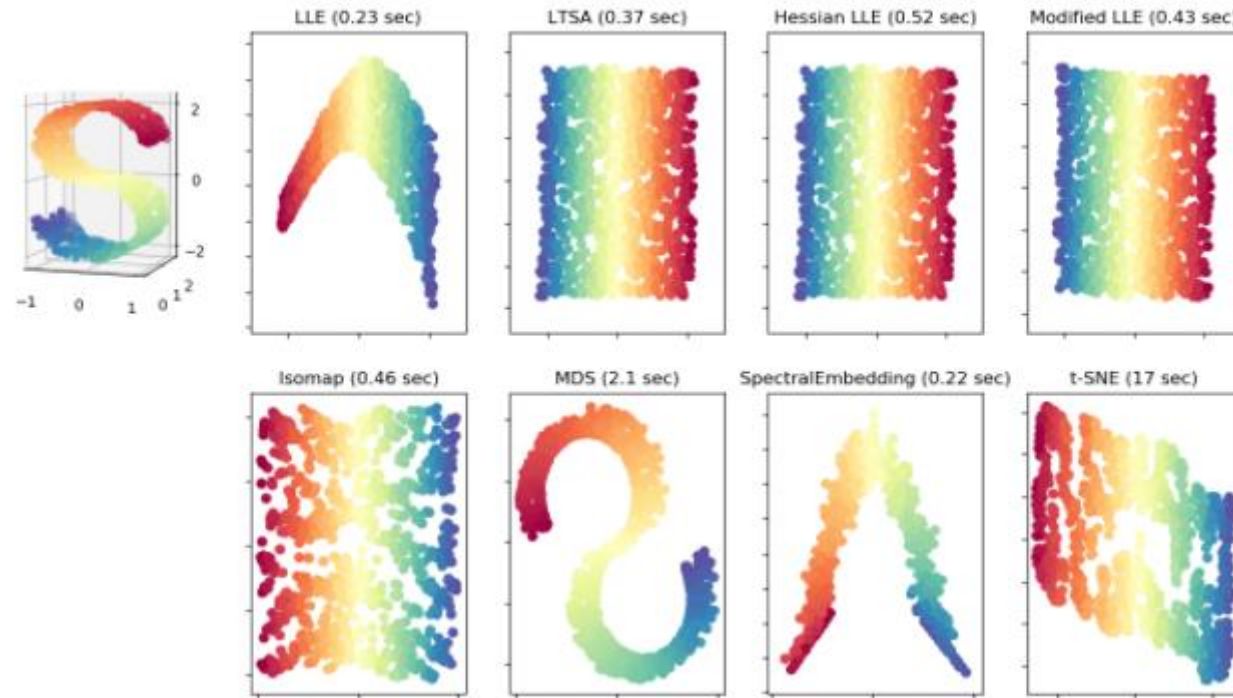 LLE (0.23 sec)
LTSA (0.37 sec)
Hessian LLE (0.52 sec)
Modified LLE (0.43 sec)
2
0
−2
−1
0
1
0
1
2
Isomap (0.46 sec)
MDS (2.1 sec)
SpectralEmbedding (0.22 sec)
t-SNE (17 sec)